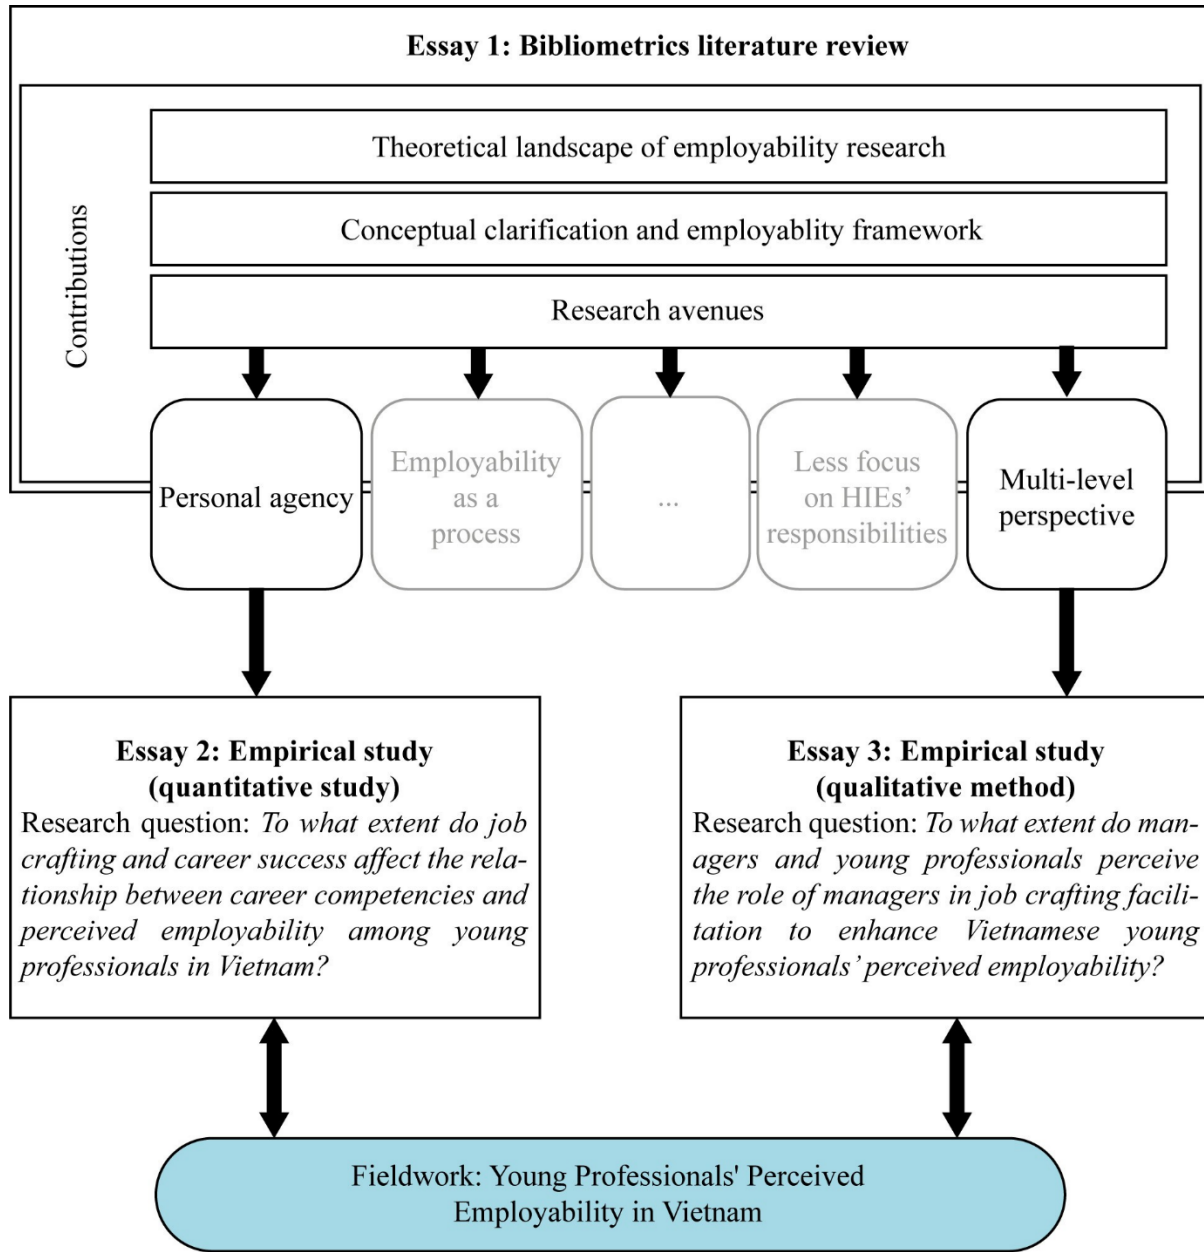 Essay 1: Bibliometrics literature review
Contributions
Theoretical landscape of employability research
Conceptual clarification and employablity framework
Research avenues
Personal agency
Employability
as a
process
...
Less focus
on HIEs'
responsibilities
Multi-level
perspective
Essay 2: Empirical study
(quantitative study)
Research question: To what extent do job
crafting and career success affect the rela-
tionship between career competencies and
perceived employability among young
professionals in Vietnam?
Essay 3: Empirical study
(qualitative method)
Research question: To what extent do man-
agers and young professionals perceive
the role of managers in job crafting facili-
tation to enhance Vietnamese young
professionals' perceived employability?
Fieldwork: Young Professionals' Perceived
Employability in Vietnam